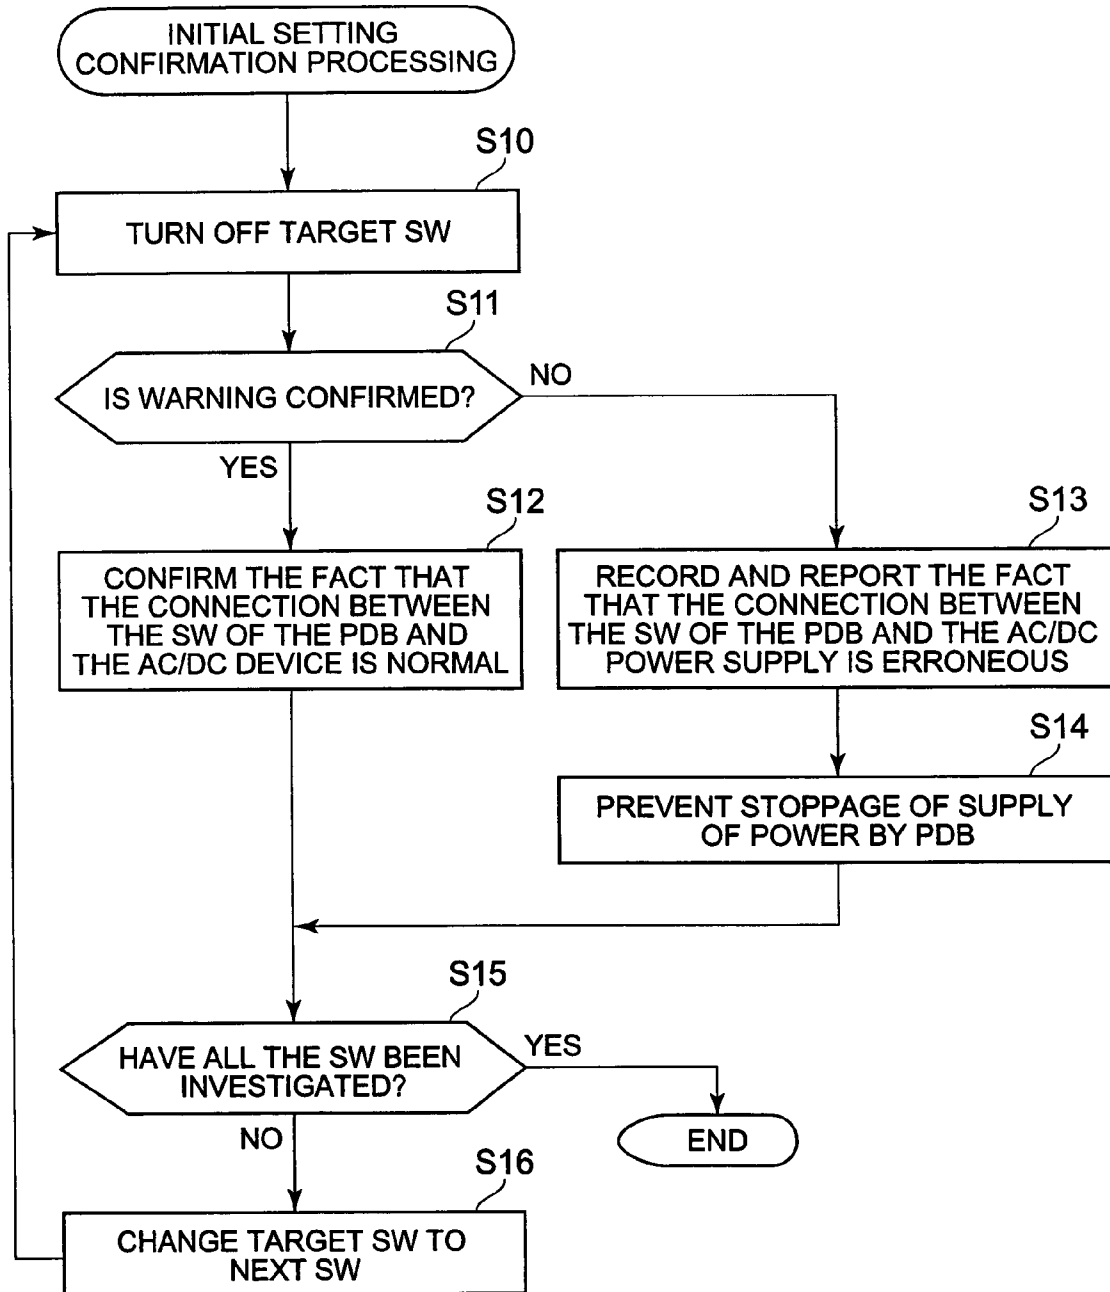 INITIAL SETTING
CONFIRMATION PROCESSING
S10
TURN OFF TARGET SW
S11
IS WARNING CONFIRMED?
NO
YES
S12
CONFIRM THE FACT THAT
THE CONNECTION BETWEEN
THE SW OF THE PDB AND
THE AC/DC DEVICE IS NORMAL
S13
RECORD AND REPORT THE FACT
THAT THE CONNECTION BETWEEN
THE SW OF THE PDB AND THE AC/DC
POWER SUPPLY IS ERRONEOUS
S14
PREVENT STOPPAGE OF SUPPLY
OF POWER BY PDB
S15
HAVE ALL THE SW BEEN
INVESTIGATED?
YES
NO
END
S16
CHANGE TARGET SW TO
NEXT SW